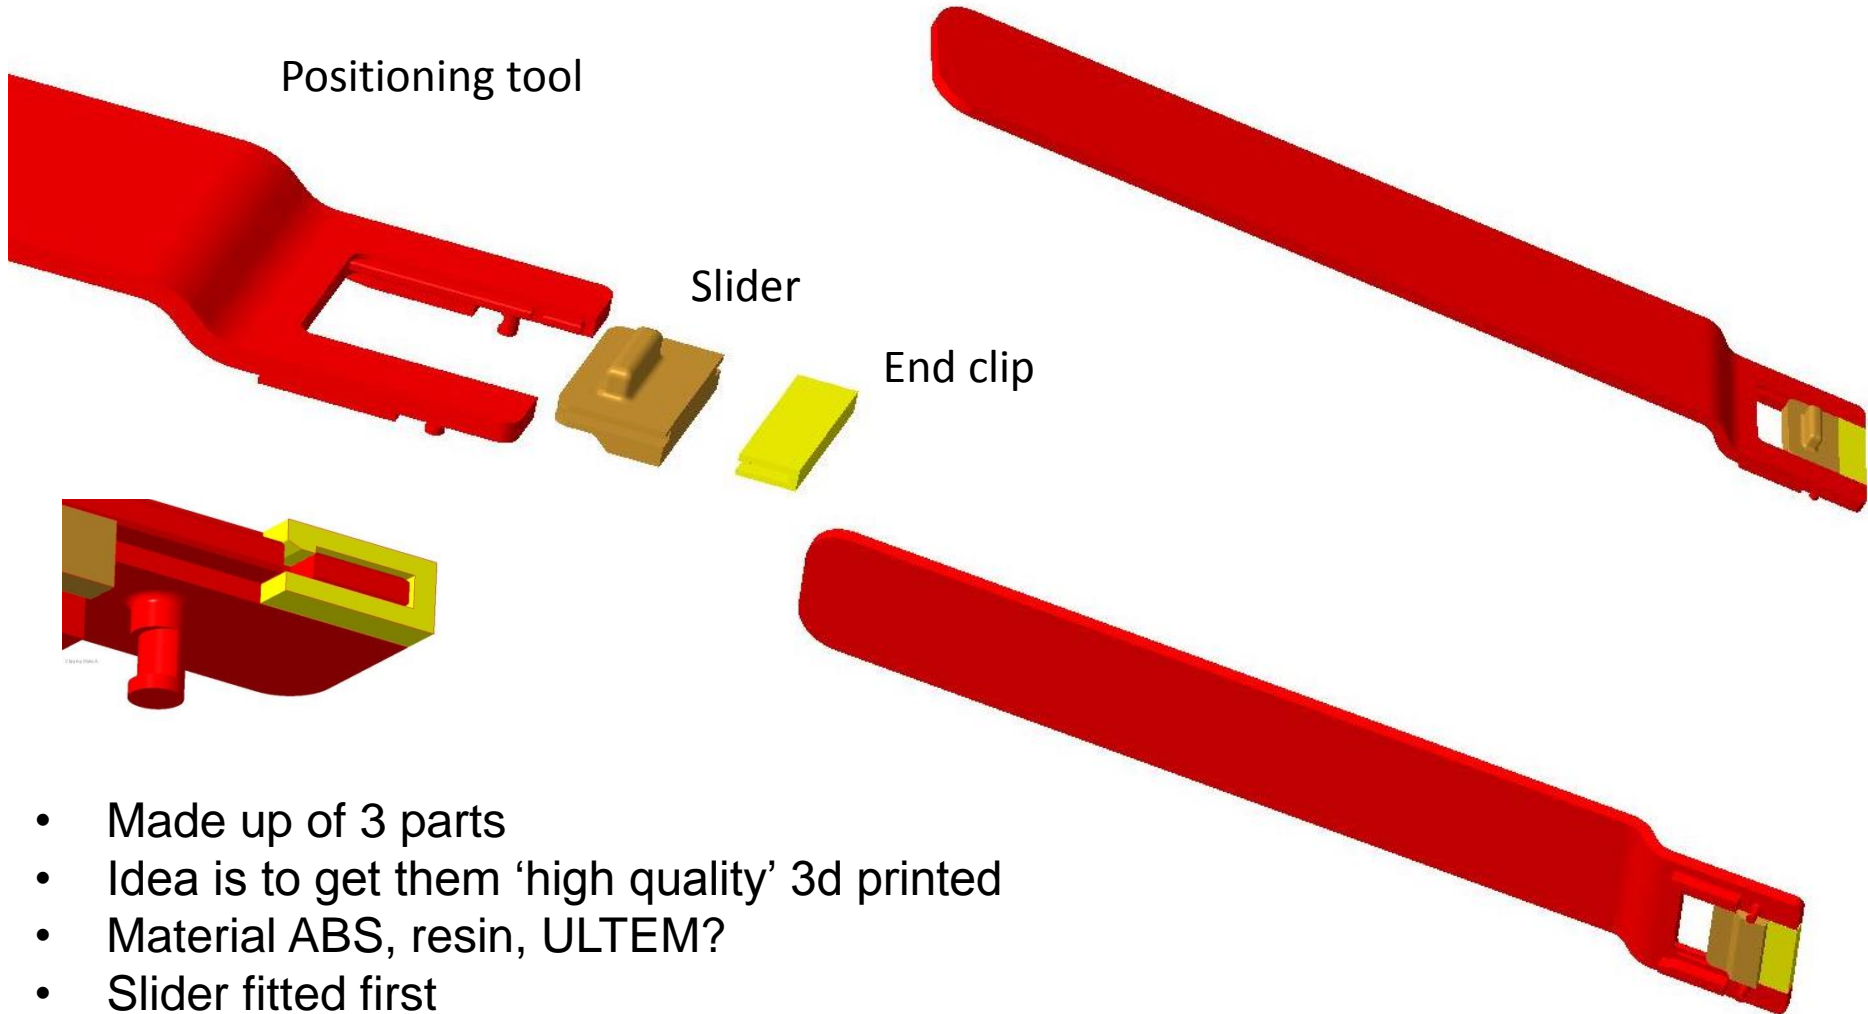 Positioning tool
Slider
End clip
• Made up of 3 parts
• Idea is to get them ‘high quality’ 3d printed
• Material ABS, resin, ULTEM?
• Slider fitted first